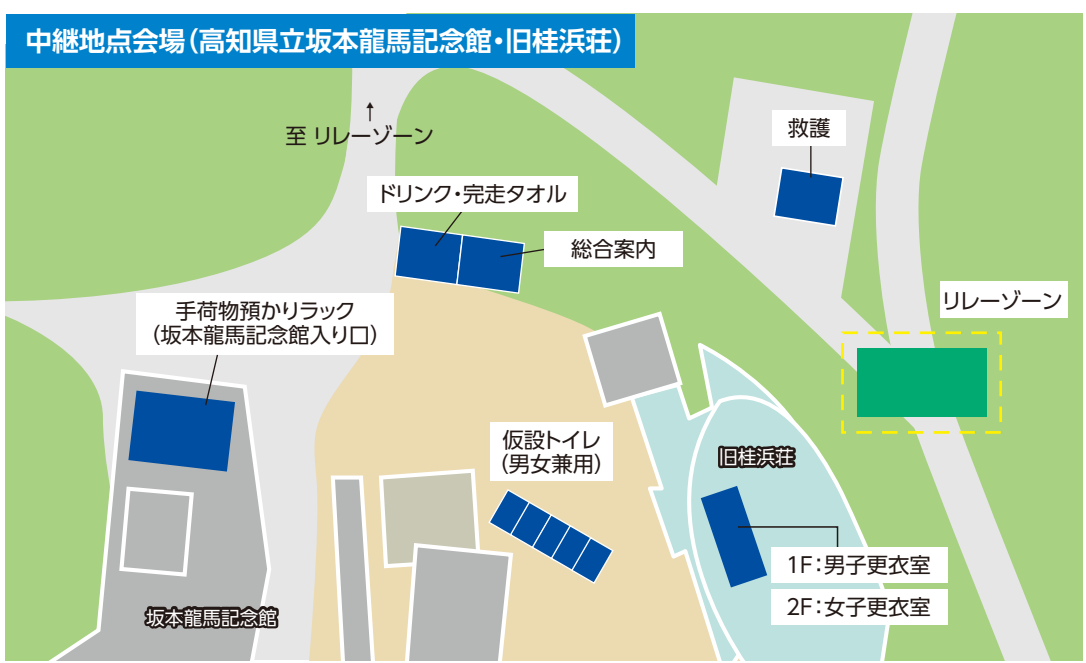 中継地点会場(高知県立坂本龍馬記念館・旧桂浜荘)
↑
至 リレーゾーン
救護
ドリンク・完走タオル
総合案内
リレーゾーン
手荷物預かりラック
(坂本龍馬記念館入り口)
仮設トイレ
(男女兼用)
旧桂浜荘
1F:男子更衣室
2F:女子更衣室
坂本龍馬記念館